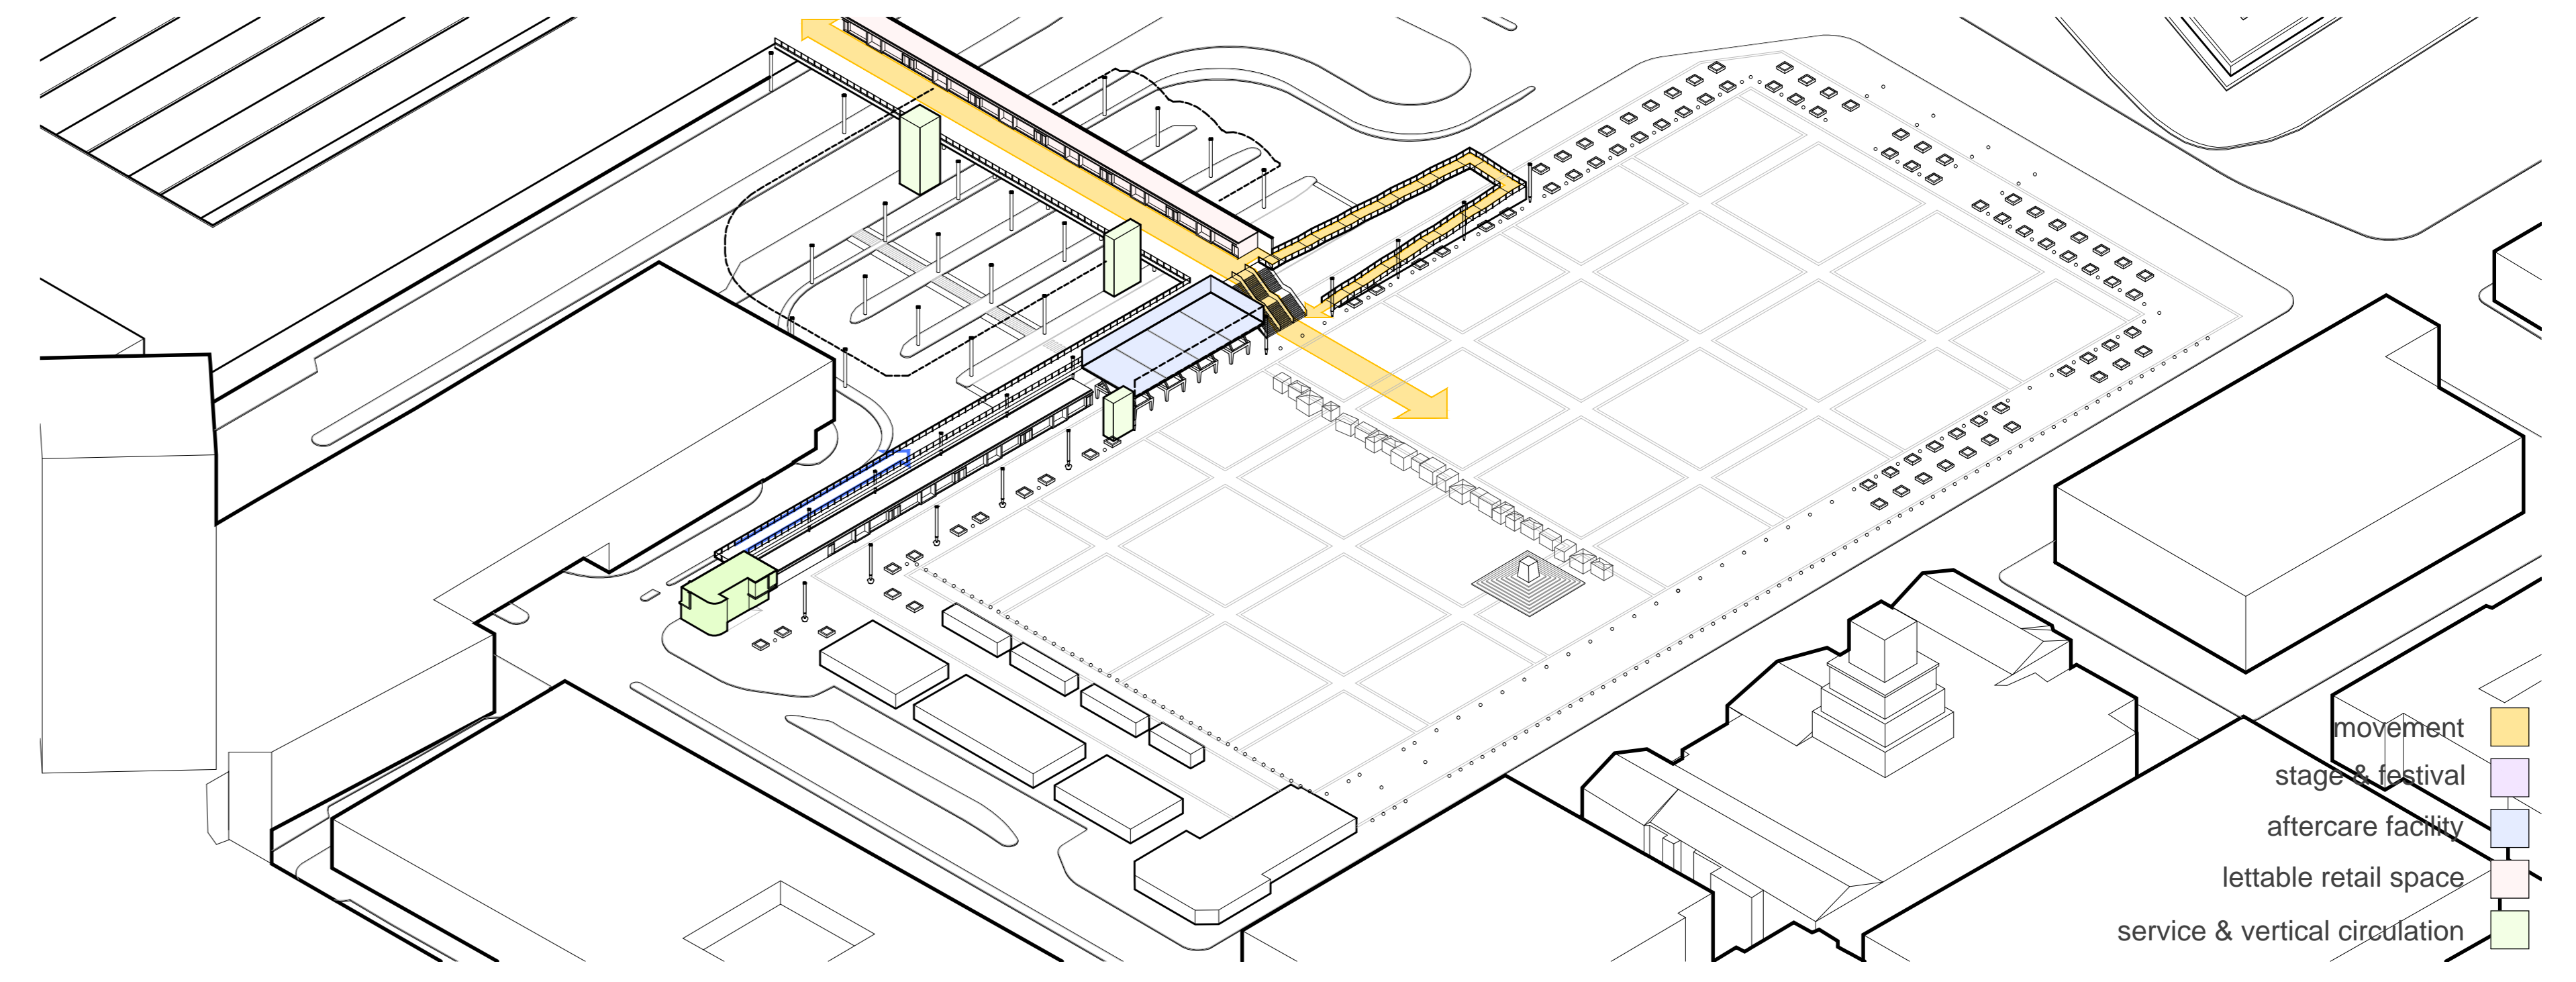 movement
stage & festival
aftercare facility
lettable retail space
service & vertical circulation